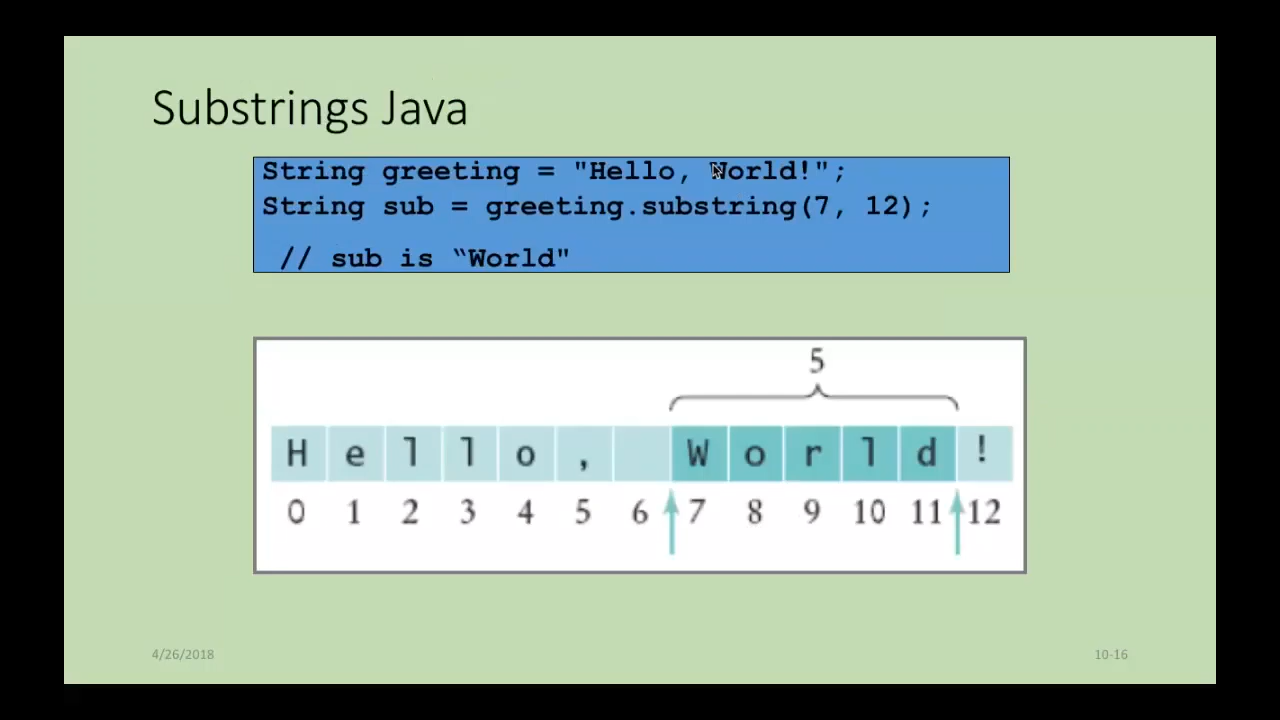 Substrings Java
String greeting = "Hello, World!";
String sub = greeting.substring(7, 12);
// sub is “World"
5
H e l l o , W o r l d !
0 1 2 3 4 5 6 7 8 9 10 11 12
4/26/2018
10-16